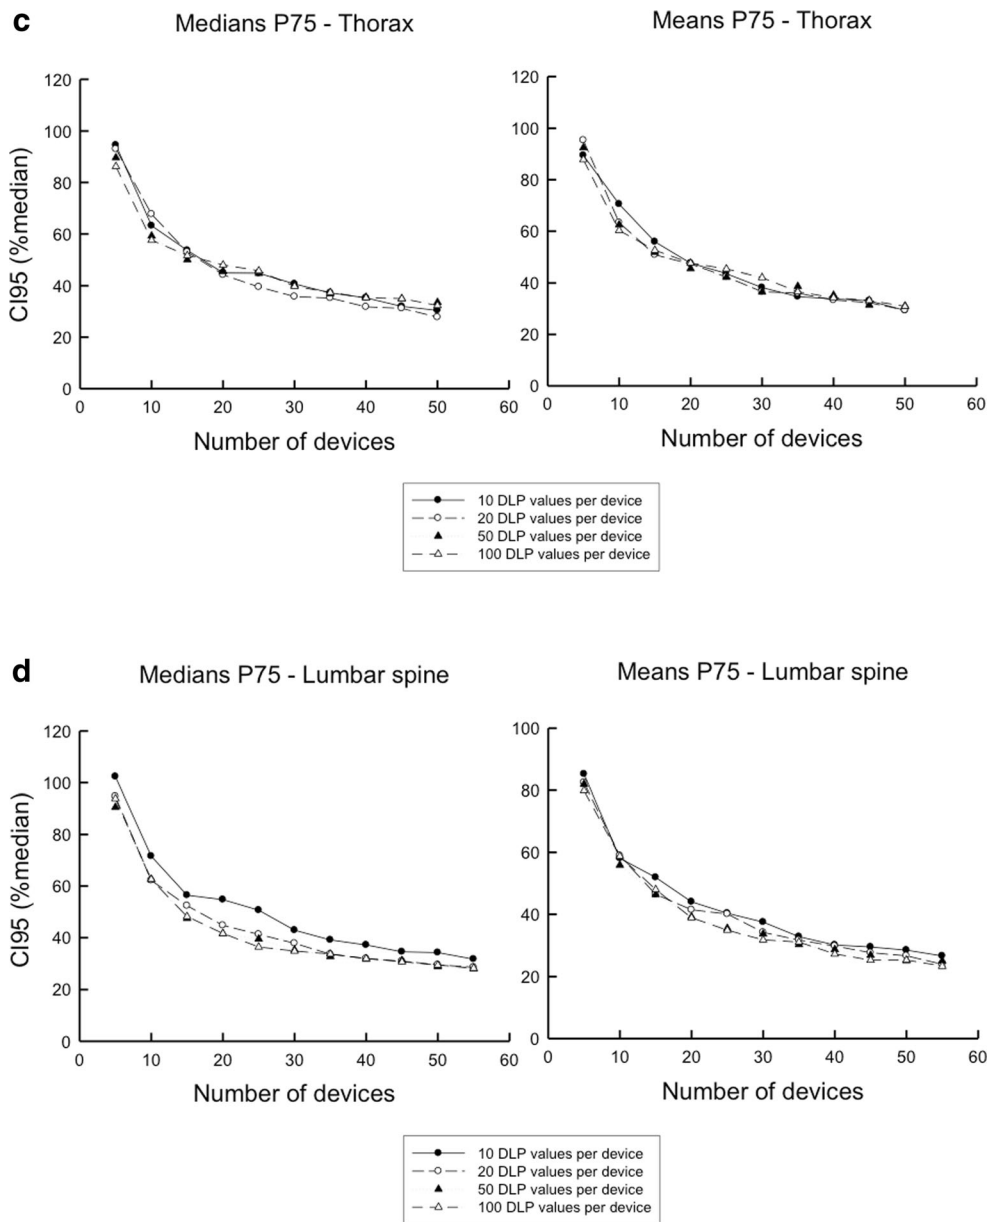 c
Medians P75 - Thorax
Means P75 - Thorax
CI95 (%median)
120
100
80
60
40
20
0
0 10 20 30 40 50 60
Number of devices
120
100
80
60
40
20
0
0 10 20 30 40 50 60
Number of devices
10 DLP values per device
20 DLP values per device
50 DLP values per device
100 DLP values per device
d
Medians P75 - Lumbar spine
Means P75 - Lumbar spine
CI95 (%median)
120
100
80
60
40
20
0
0 10 20 30 40 50 60
Number of devices
100
80
60
40
20
0
0 10 20 30 40 50 60
Number of devices
10 DLP values per device
20 DLP values per device
50 DLP values per device
100 DLP values per device